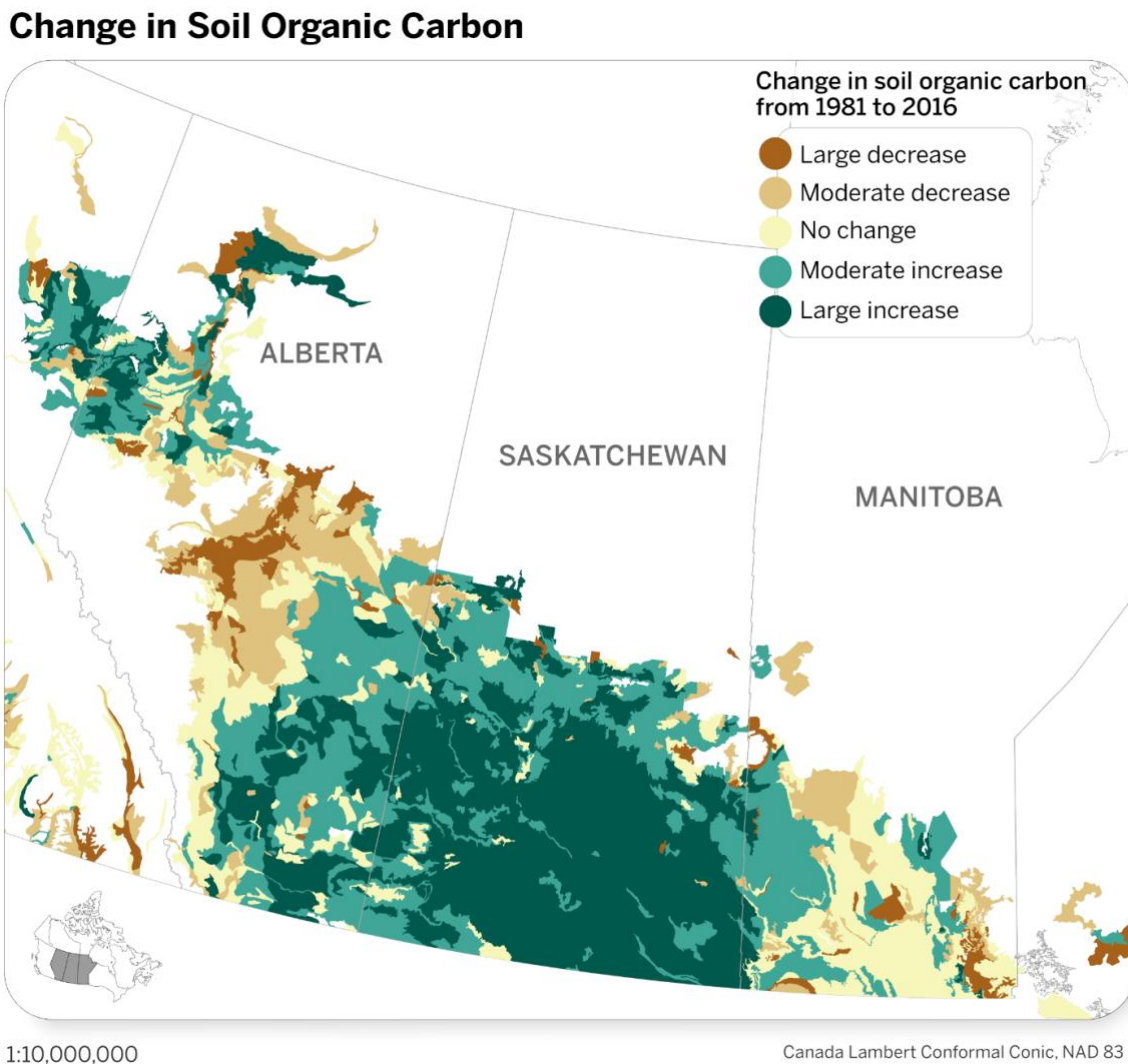 Change in Soil Organic Carbon
Change in soil organic carbon
from 1981 to 2016
Large decrease
Moderate decrease
No change
Moderate increase
Large increase
ALBERTA
SASKATCHEWAN
MANITOBA
1:10,000,000
Canada Lambert Conformal Conic, NAD 83